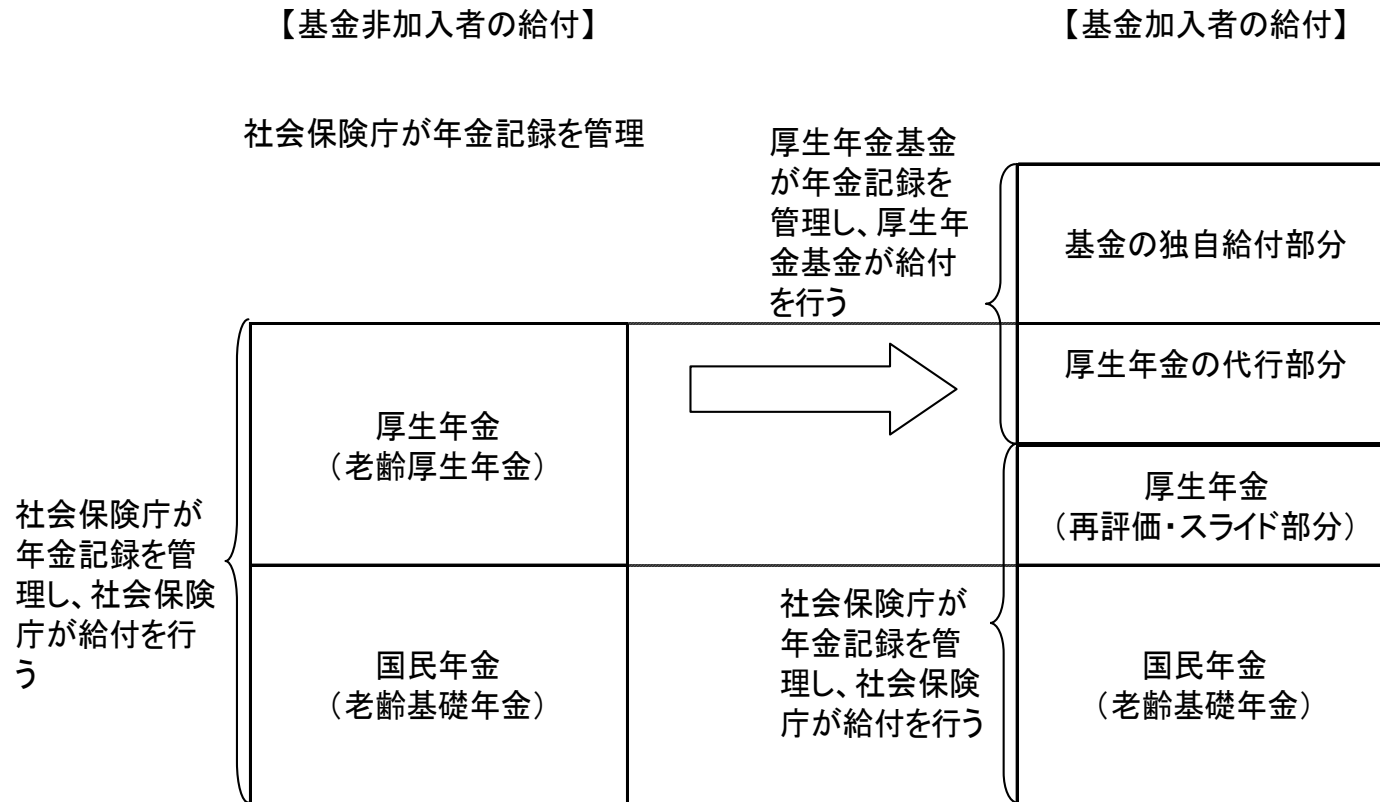 【基金非加入者の給付】
【基金加入者の給付】
社会保険庁が年金記録を管理
厚生年金基金
が年金記録を
管理し、厚生年
金基金が給付
を行う
基金の独自給付部分
厚生年金の代行部分
厚生年金
（老齢厚生年金）
厚生年金
（再評価・スライド部分）
社会保険庁が
年金記録を管
理し、社会保険
庁が給付を行
う
国民年金
（老齢基礎年金）
社会保険庁が
年金記録を管
理し、社会保険
庁が給付を行う
国民年金
（老齢基礎年金）